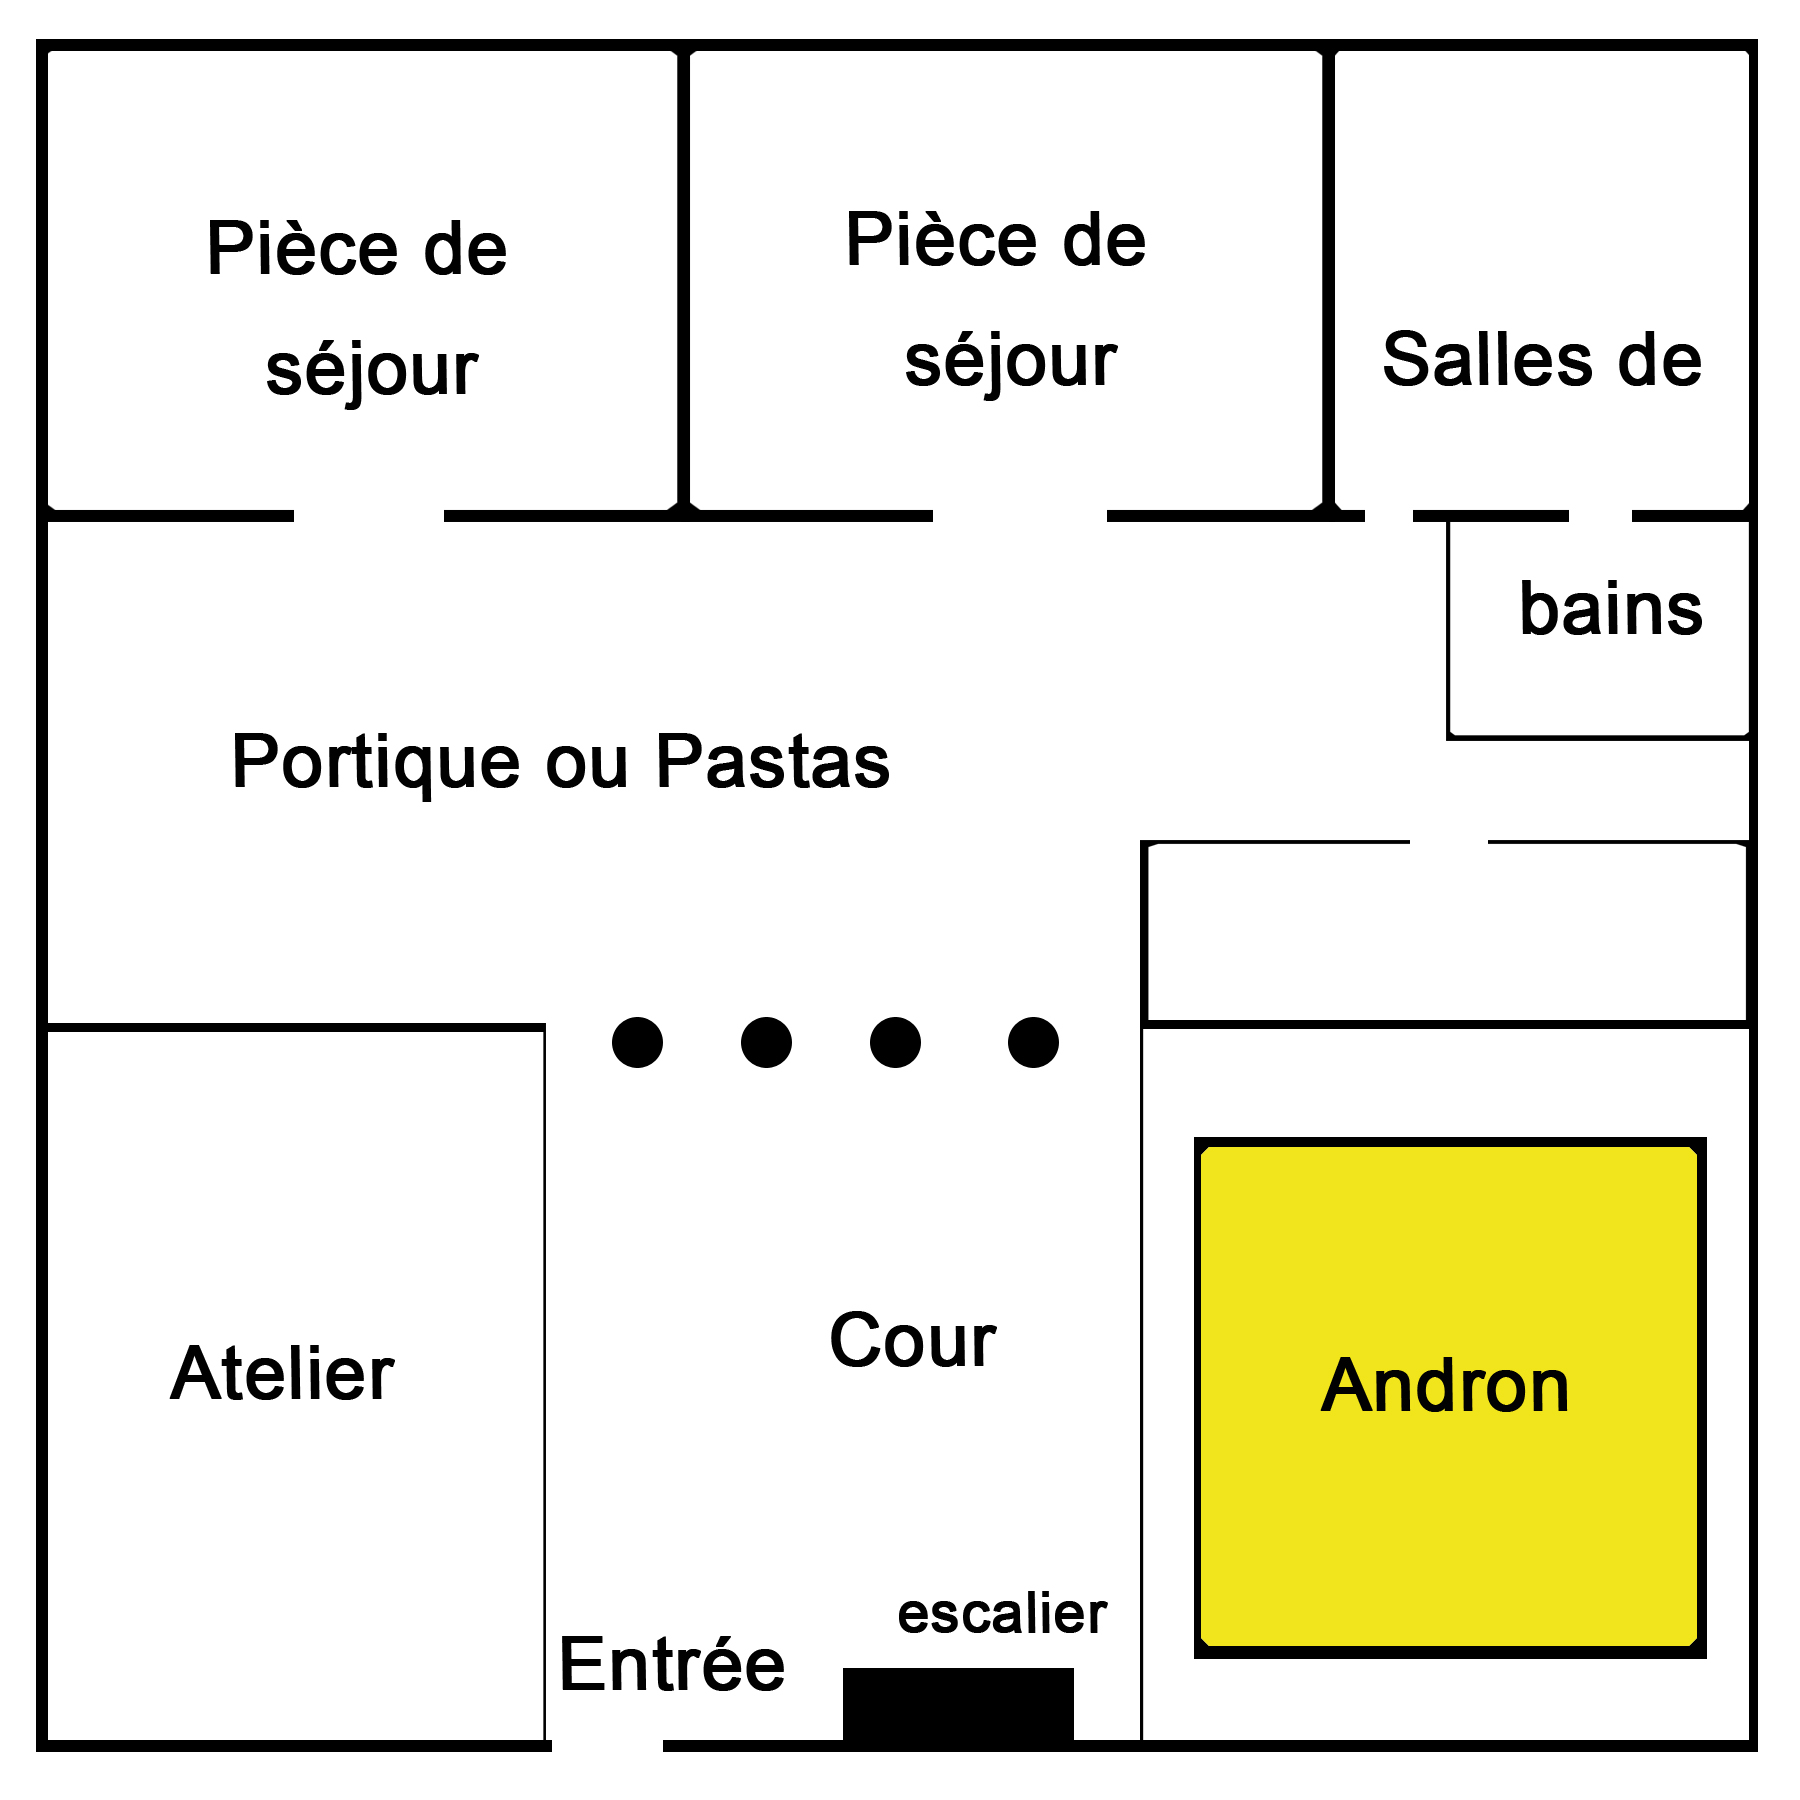 Pièce de
séjour
Pièce de
séjour
Salles de
bains
Portique ou Pastas
Atelier
Cour
Andron
escalier
Entrée